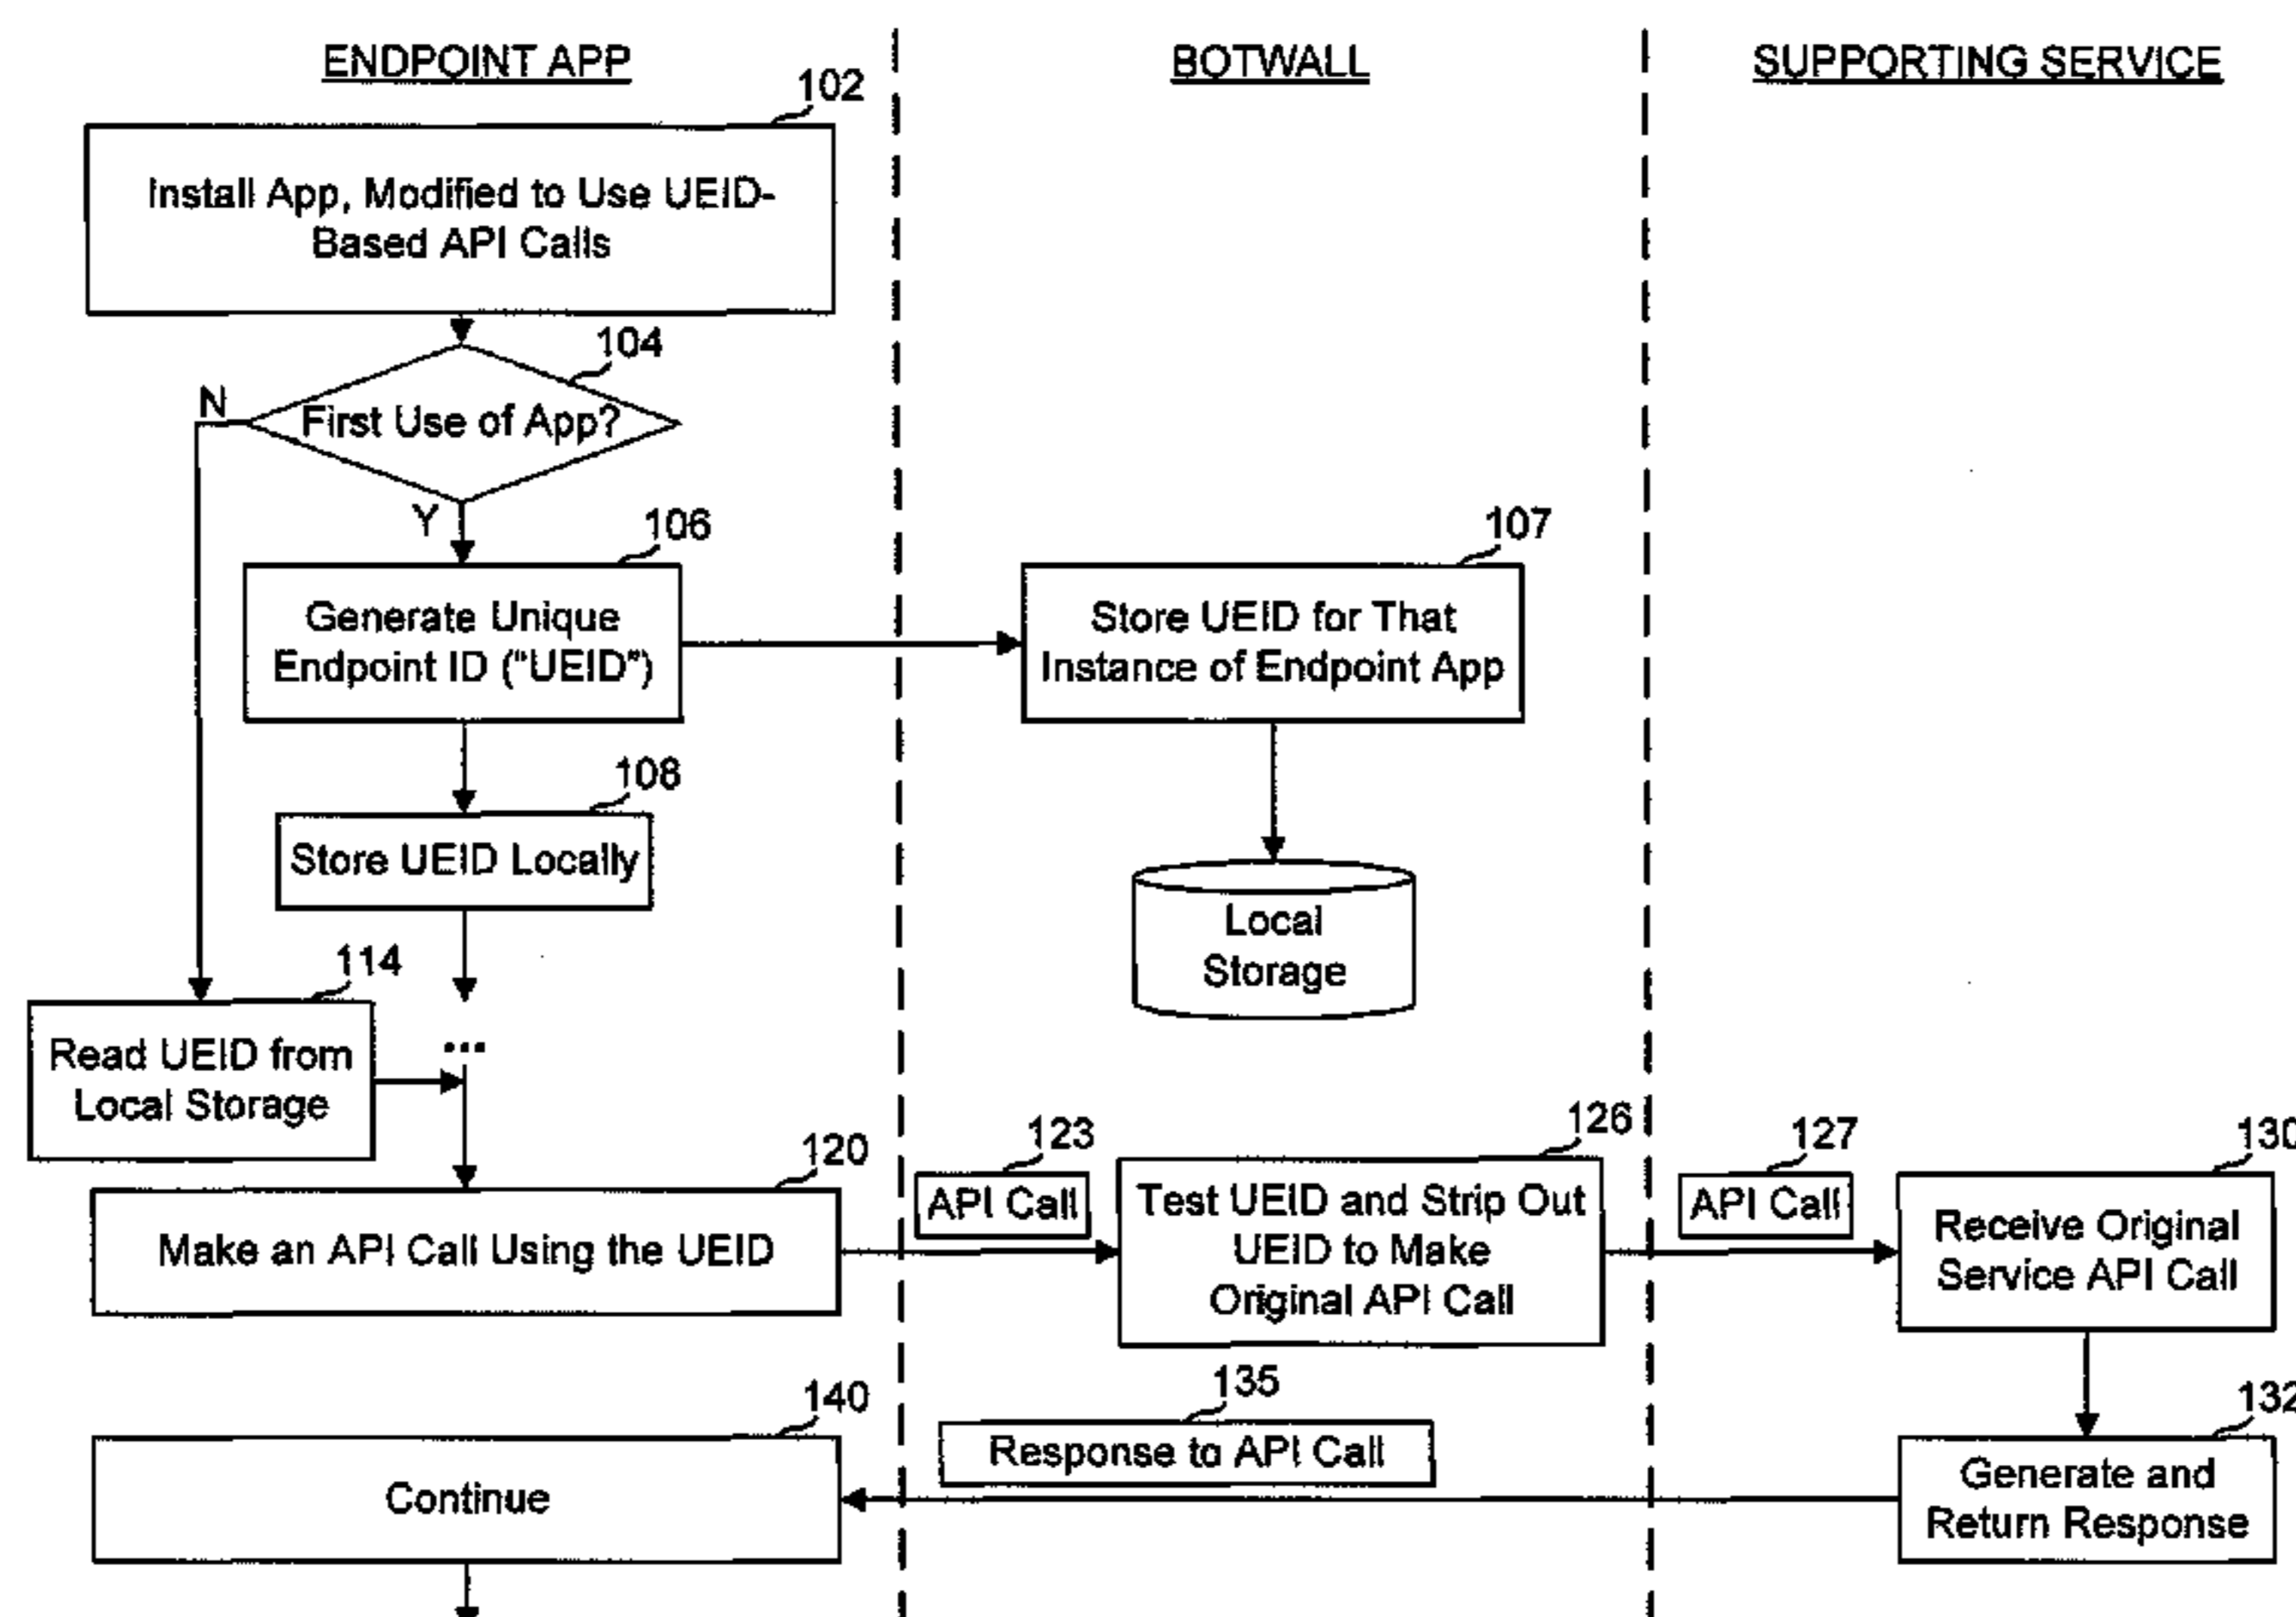 ENDPOINT APP
BOTWALL
SUPPORTING SERVICE
102
Install App, Modified to Use UEID-
Based API Calls
104
N
First Use of App?
Y
106
107
Generate Unique
Endpoint ID ("UEID")
Store UEID for That
Instance of Endpoint App
108
Store UEID Locally
Local
Storage
114
Read UEID from
Local Storage
...
120
Make an API Call Using the UEID
123
API Call
126
Test UEID and Strip Out
UEID to Make
Original API Call
127
API Call
130
Receive Original
Service API Call
132
Generate and
Return Response
135
Response to API Call
140
Continue